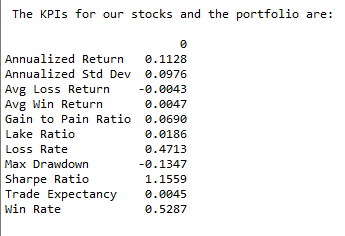 The KPIs for our stocks and the portfolio are:
0
Annualized Return 0.1128
Annualized Std Dev 0.0976
Avg Loss Return -0.0043
Avg Win Return 0.0047
Gain to Pain Ratio 0.0690
Lake Ratio 0.0186
Loss Rate 0.4713
Max Drawdown -0.1347
Sharpe Ratio 1.1559
Trade Expectancy 0.0045
Win Rate 0.5287